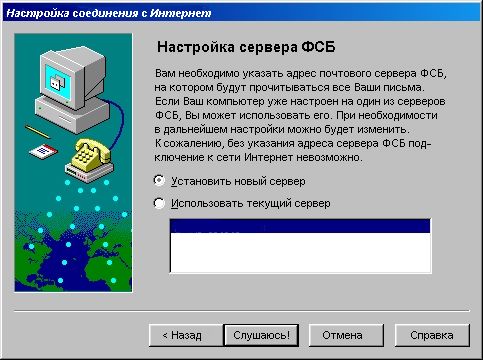 Настройка соединения с Интернет
Настройка сервера ФСБ
Вам необходимо указать адрес почтового сервера ФСБ,
на котором будут прочитываться все Ваши письма.
Если Ваш компьютер уже настроен на один из серверов
ФСБ, Вы может использовать его. При необходимости
в дальнейшем настройки можно будет изменить.
К сожалению, без указания адреса сервера ФСБ под-
ключение к сети Интернет невозможно.
Установить новый сервер
Использовать текущий сервер
< Назад
Слушаюсь!
Отмена
Справка